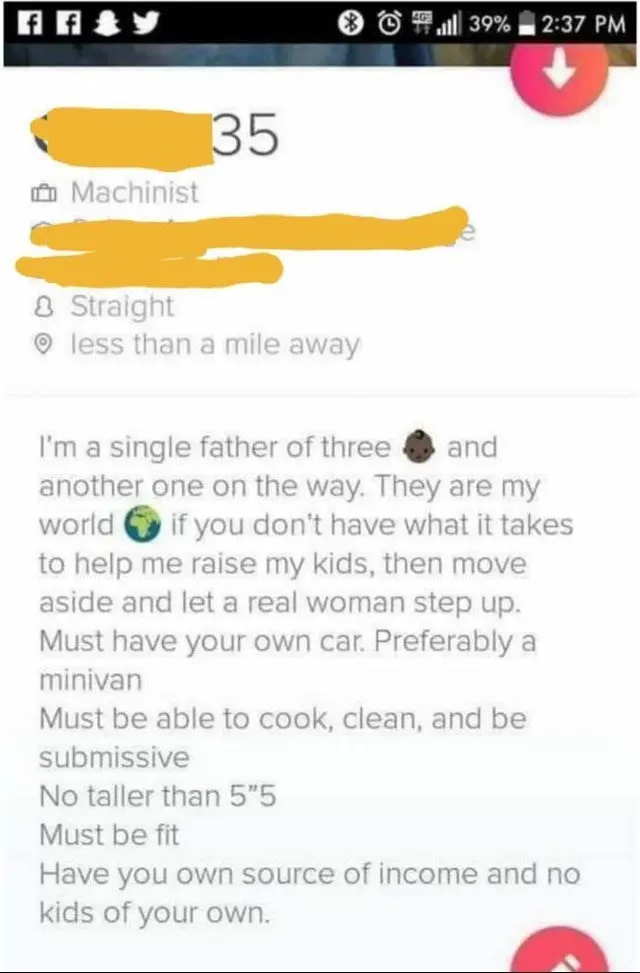 39% 2:37 PM
35
Machinist
Straight
less than a mile away
I'm a single father of three 👶🏿 and
another one on the way. They are my
world 🌍 if you don't have what it takes
to help me raise my kids, then move
aside and let a real woman step up.
Must have your own car. Preferably a
minivan
Must be able to cook, clean, and be
submissive
No taller than 5"5
Must be fit
Have you own source of income and no
kids of your own.